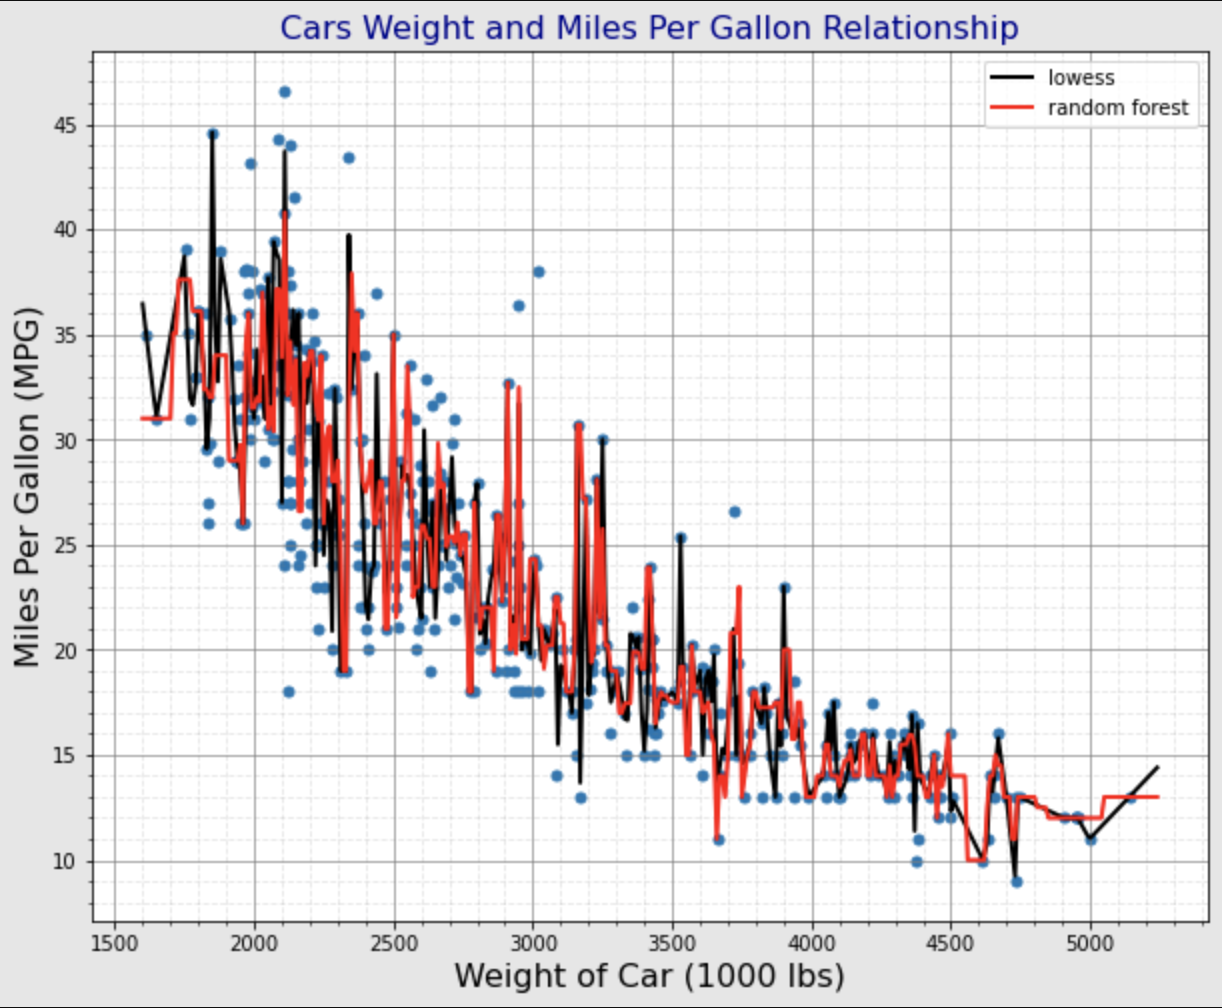 Cars Weight and Miles Per Gallon Relationship
lowess
random forest
45
40
35
30
25
20
15
10
Miles Per Gallon (MPG)
1500 2000 2500 3000 3500 4000 4500 5000
Weight of Car (1000 lbs)